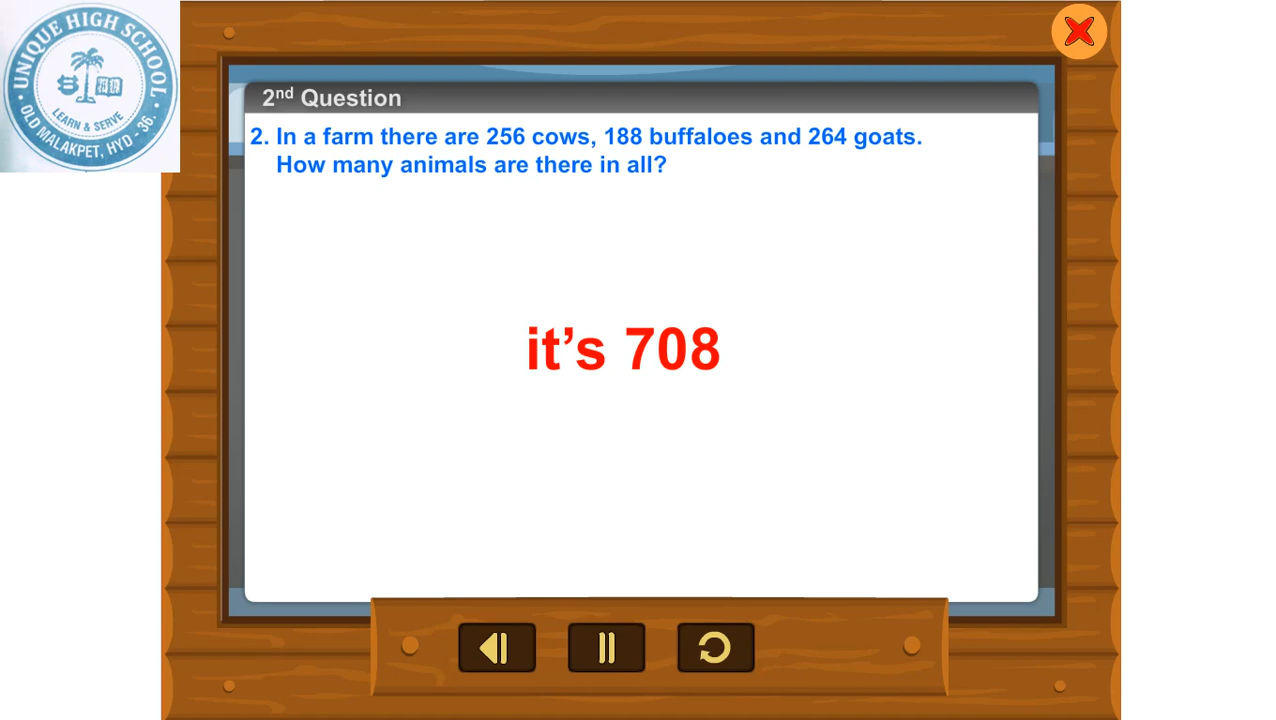 UNIQUE HIGH SCHOOL
LEARN & SERVE
OLD MALAKPET, HYD - 36.
2nd Question
2. In a farm there are 256 cows, 188 buffaloes and 264 goats.
How many animals are there in all?
it’s 708